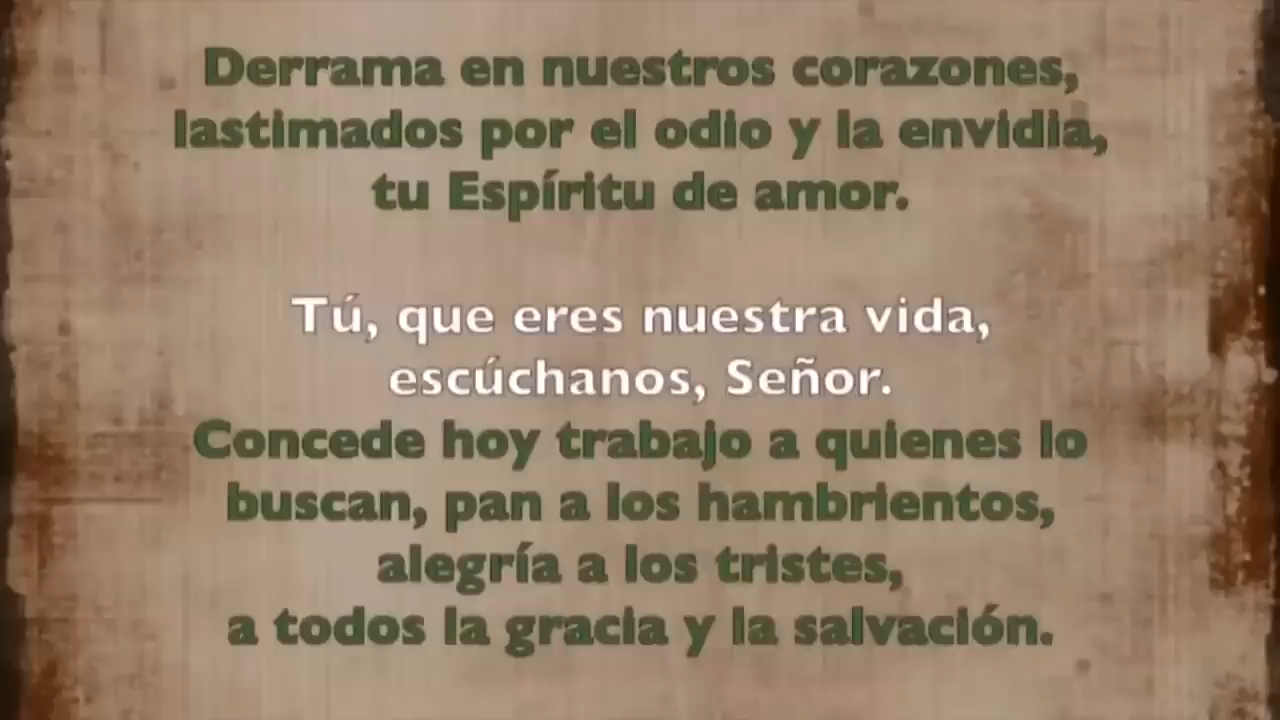 Derrama en nuestros corazones,
lastimados por el odio y la envidia,
tu Espíritu de amor.
Tú, que eres nuestra vida,
escúchanos, Señor.
Concede hoy trabajo a quienes lo
buscan, pan a los hambrientos,
alegría a los tristes,
a todos la gracia y la salvación.